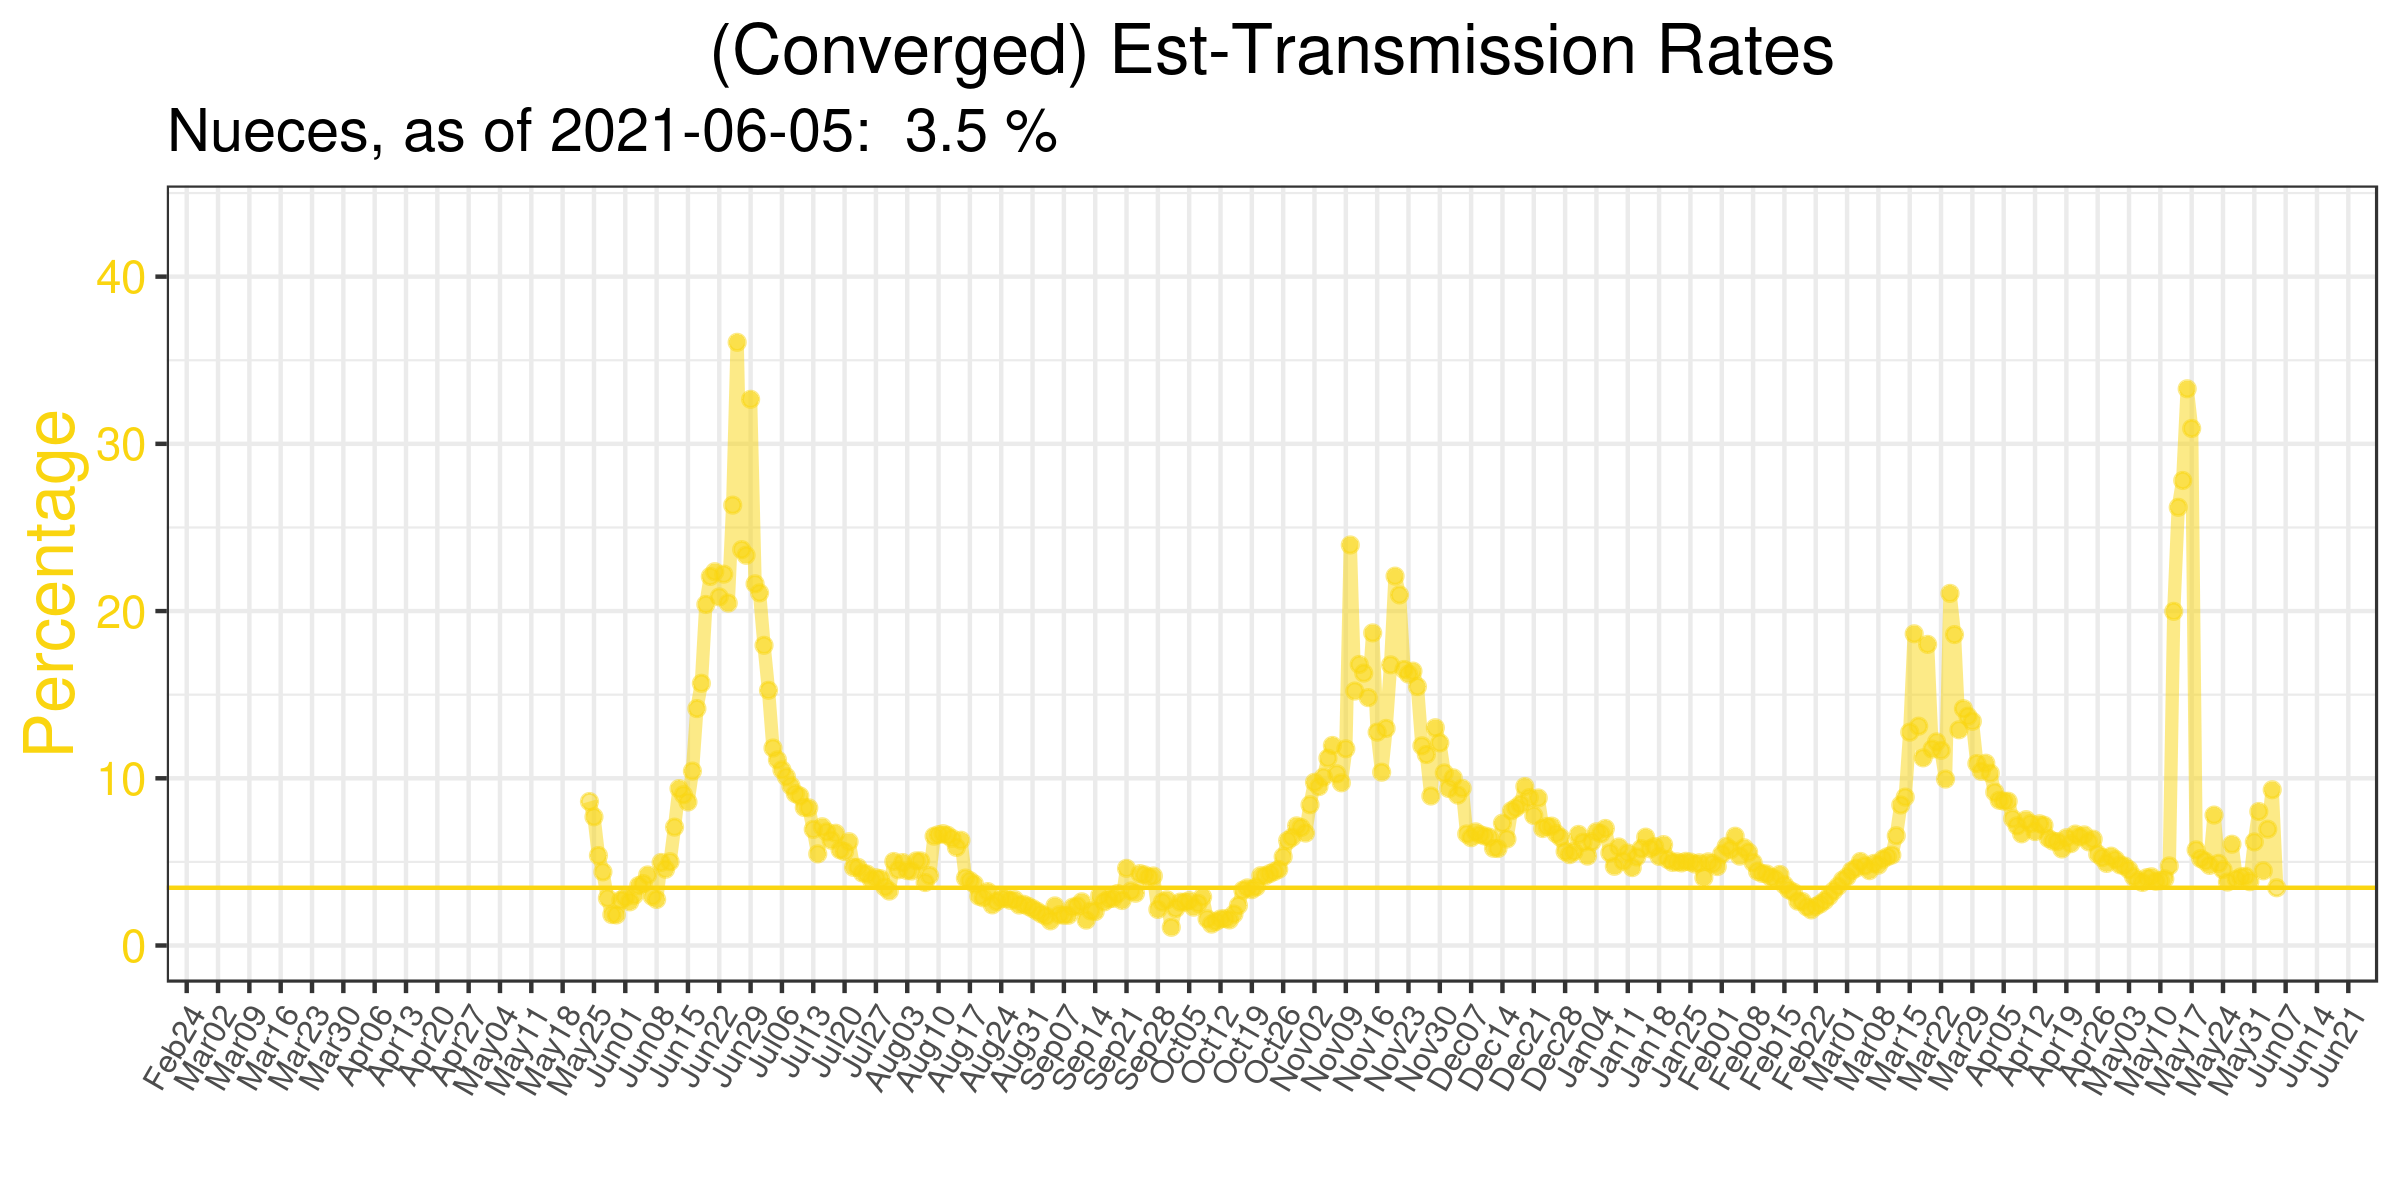 (Converged) Est-Transmission Rates
Nueces, as of 2021-06-05:  3.5 %
Percentage
40
30
20
10
0
Feb24
Mar02
Mar09
Mar16
Mar23
Mar30
Apr06
Apr13
Apr20
Apr27
May04
May11
May18
May25
Jun01
Jun08
Jun15
Jun22
Jun29
Jul06
Jul13
Jul20
Jul27
Aug03
Aug10
Aug17
Aug24
Aug31
Sep07
Sep14
Sep21
Sep28
Oct05
Oct12
Oct19
Oct26
Nov02
Nov09
Nov16
Nov23
Nov30
Dec07
Dec14
Dec21
Dec28
Jan04
Jan11
Jan18
Jan25
Feb01
Feb08
Feb15
Feb22
Mar01
Mar08
Mar15
Mar22
Mar29
Apr05
Apr12
Apr19
Apr26
May03
May10
May17
May24
May31
Jun07
Jun14
Jun21